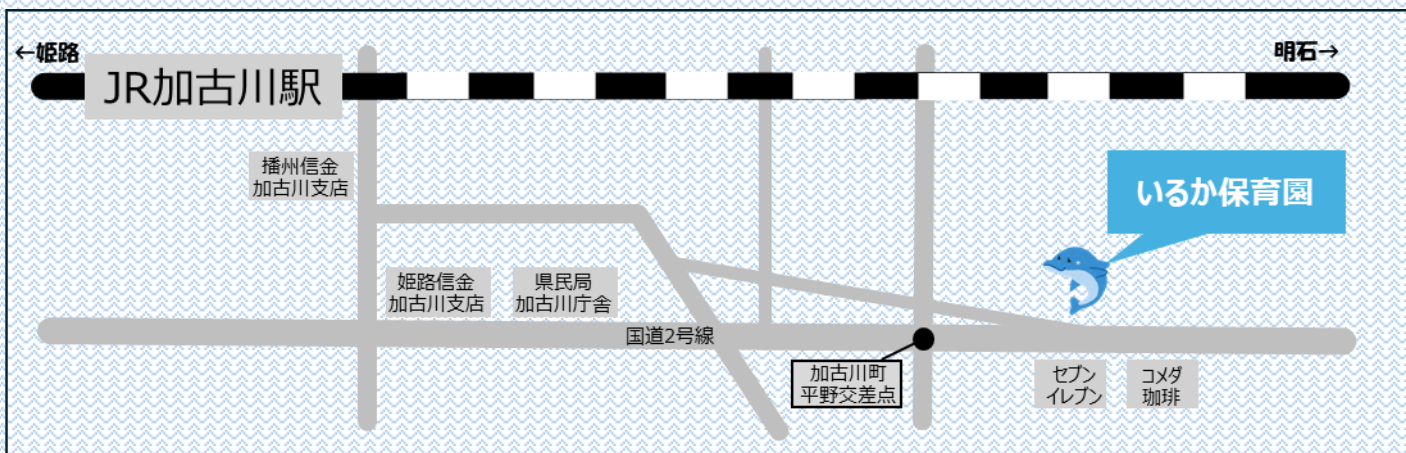 ←姫路
明石→
JR加古川駅
播州信金
加古川支店
いるか保育園
姫路信金
加古川支店
県民局
加古川庁舎
国道2号線
加古川町
平野交差点
セブン
イレブン
コメダ
珈琲